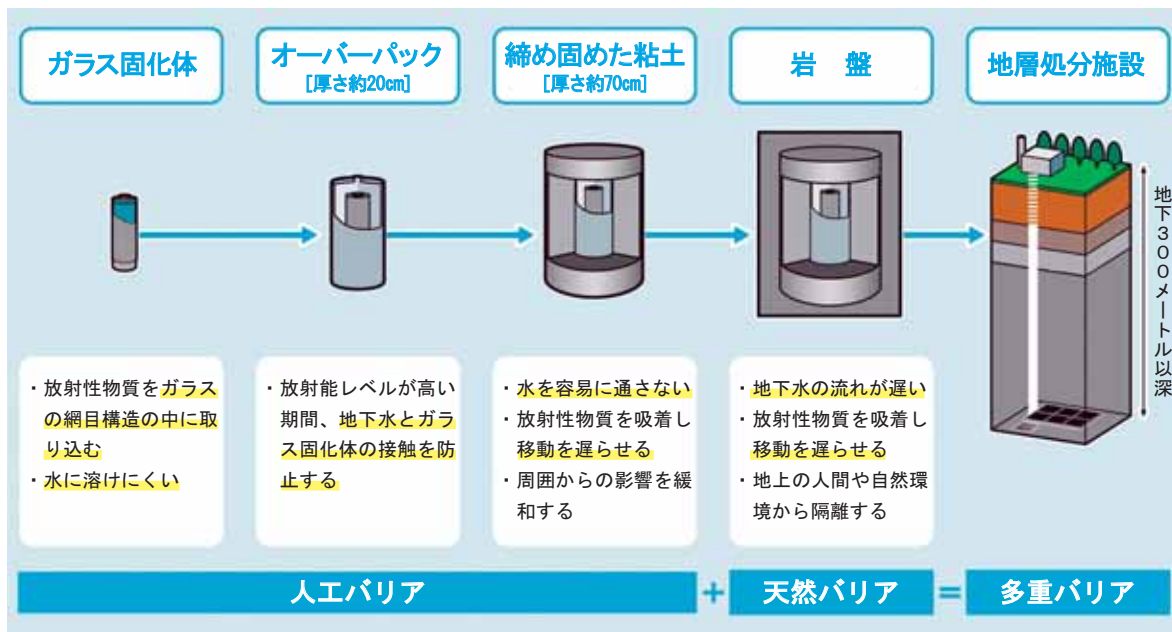 ガラス固化体
オーバーパック
[厚さ約20㎝]
締め固めた粘土
[厚さ約70㎝]
岩　盤
地層処分施設
地下３００メートル以深
・放射性物質をガラス
の網目構造の中に取
り込む
・水に溶けにくい
・放射能レベルが高い
期間、地下水とガラ
ス固化体の接触を防
止する
・水を容易に通さない
・放射性物質を吸着し
移動を遅らせる
・周囲からの影響を緩
和する
・地下水の流れが遅い
・放射性物質を吸着し
移動を遅らせる
・地上の人間や自然環
境から隔離する
人工バリア
+
天然バリア
=
多重バリア